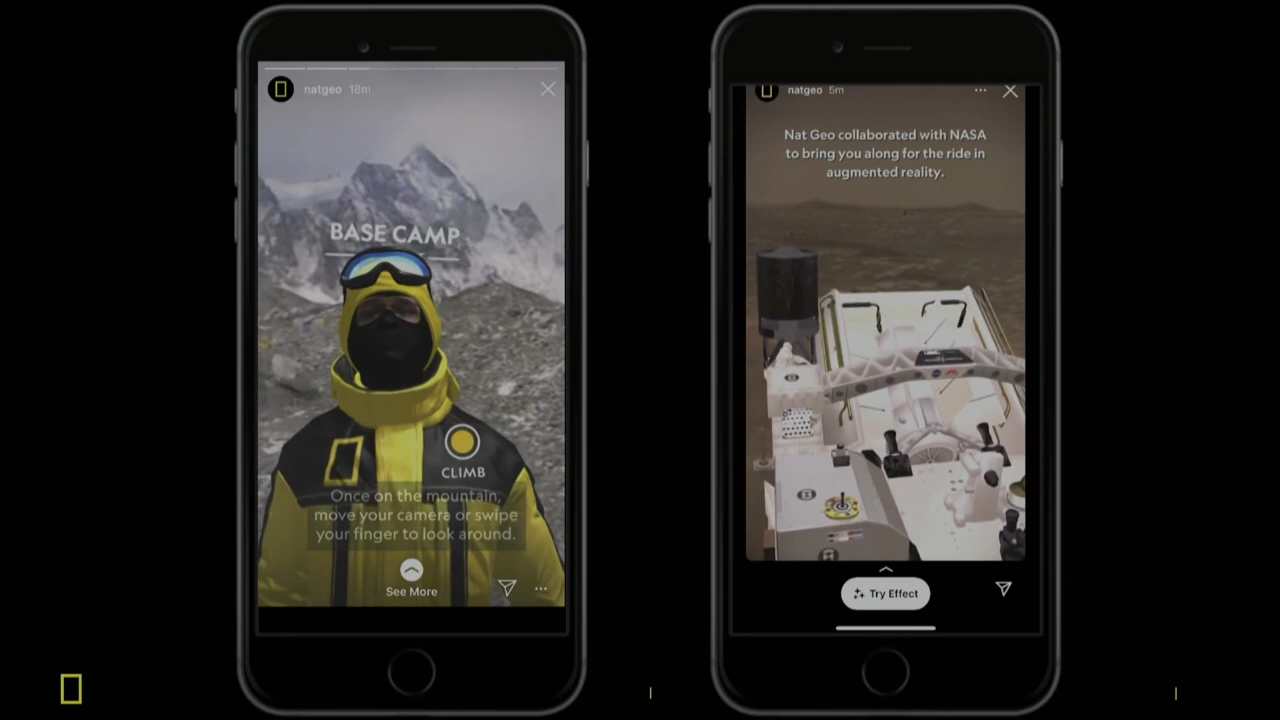 natgeo 18m
BASE CAMP
CLIMB
Once on the mountain,
move your camera or swipe
your finger to look around.
See More
natgeo 5m
Nat Geo collaborated with NASA
to bring you along for the ride in
augmented reality.
Try Effect